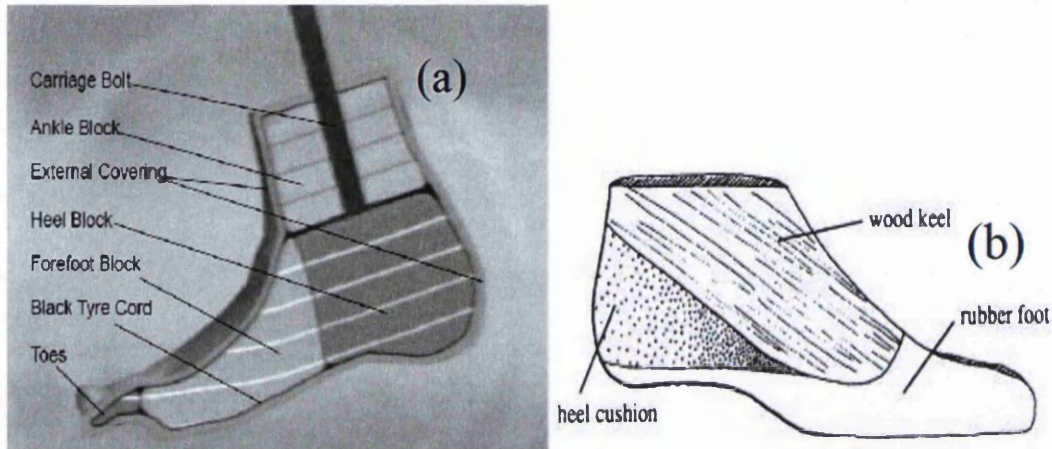 (a)
Carriage Bolt
Ankle Block
External Covering
Heel Block
Forefoot Block
Black Tyre Cord
Toes
wood keel
(b)
rubber foot
heel cushion